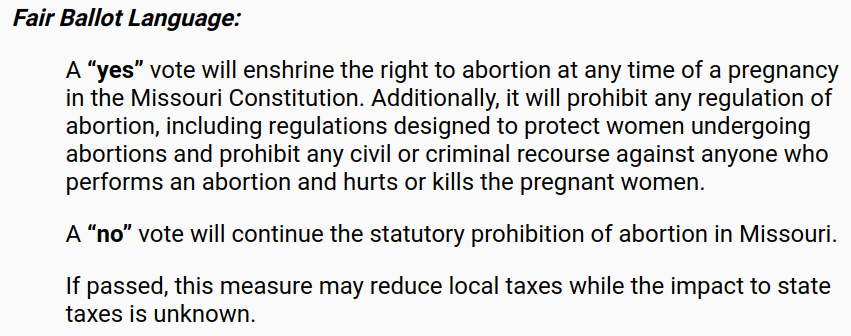 Fair Ballot Language:
A “yes” vote will enshrine the right to abortion at any time of a pregnancy
in the Missouri Constitution. Additionally, it will prohibit any regulation of
abortion, including regulations designed to protect women undergoing
abortions and prohibit any civil or criminal recourse against anyone who
performs an abortion and hurts or kills the pregnant women.
A “no” vote will continue the statutory prohibition of abortion in Missouri.
If passed, this measure may reduce local taxes while the impact to state
taxes is unknown.